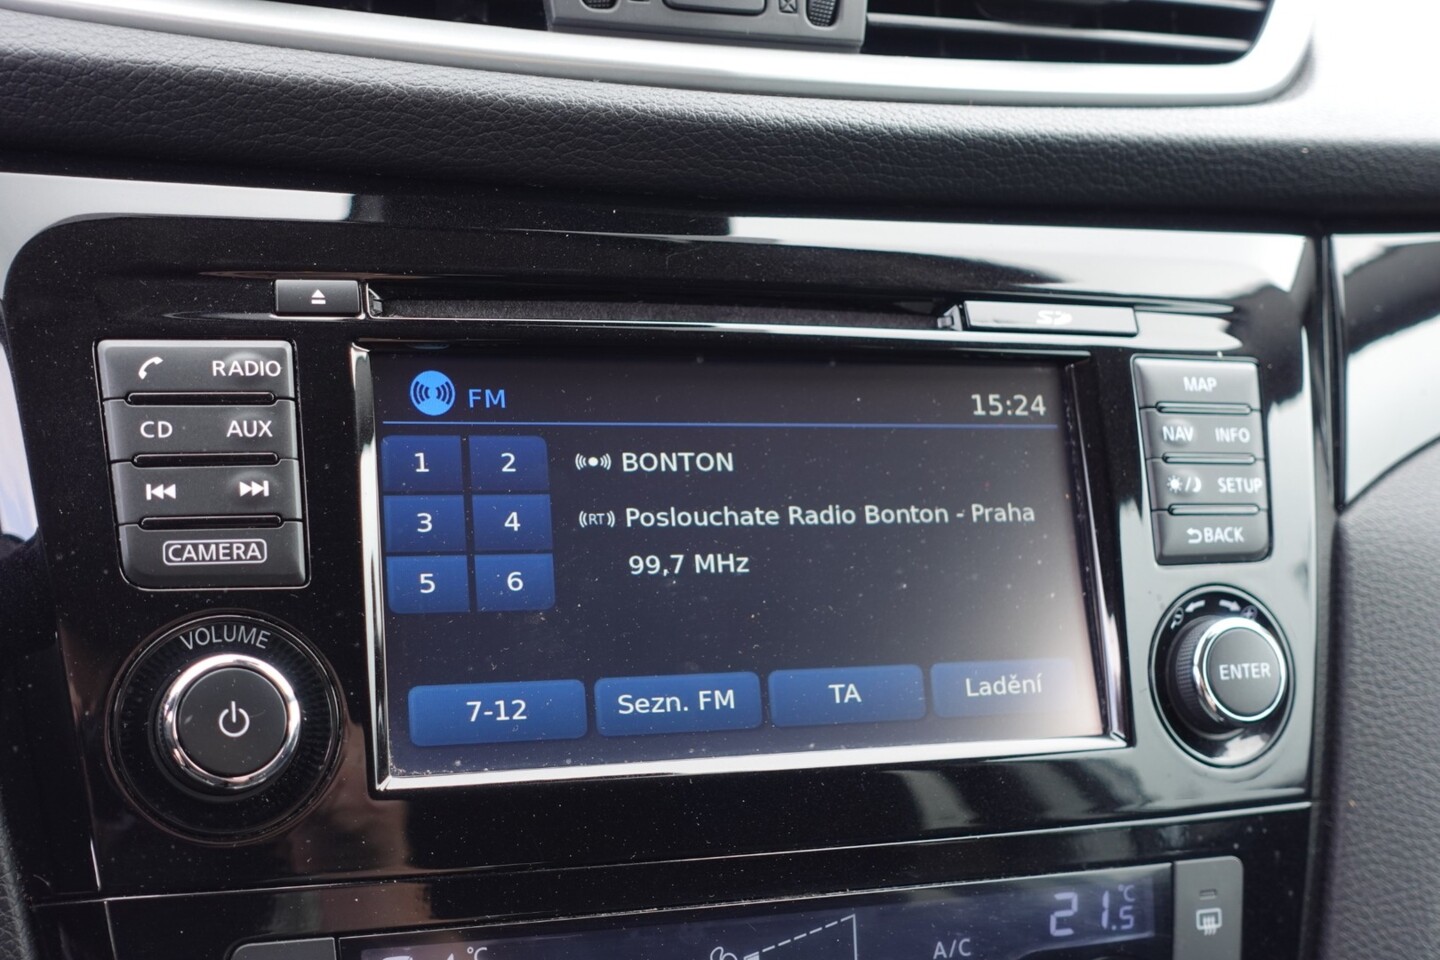 SD
RADIO
CD AUX
CAMERA
VOLUME
FM
15:24
1 2
3 4
5 6
BONTON
(RT) Poslouchate Radio Bonton - Praha
99,7 MHz
7-12
Sezn. FM
TA
Ladění
MAP
NAV INFO
SETUP
BACK
ENTER
°C
A/C
21.5 °C